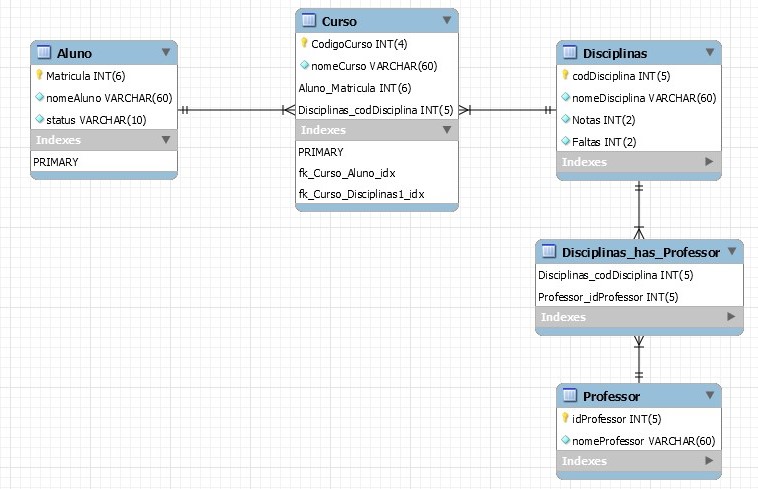 Aluno
Matricula INT(6)
nomeAluno VARCHAR(60)
status VARCHAR(10)
Indexes
PRIMARY
Curso
CodigoCurso INT(4)
nomeCurso VARCHAR(60)
Aluno_Matricula INT(6)
Disciplinas_codDisciplina INT(5)
Indexes
PRIMARY
fk_Curso_Aluno_idx
fk_Curso_Disciplinas1_idx
Disciplinas
codDisciplina INT(5)
nomeDisciplina VARCHAR(60)
Notas INT(2)
Faltas INT(2)
Indexes
Disciplinas_has_Professor
Disciplinas_codDisciplina INT(5)
Professor_idProfessor INT(5)
Indexes
Professor
idProfessor INT(5)
nomeProfessor VARCHAR(60)
Indexes